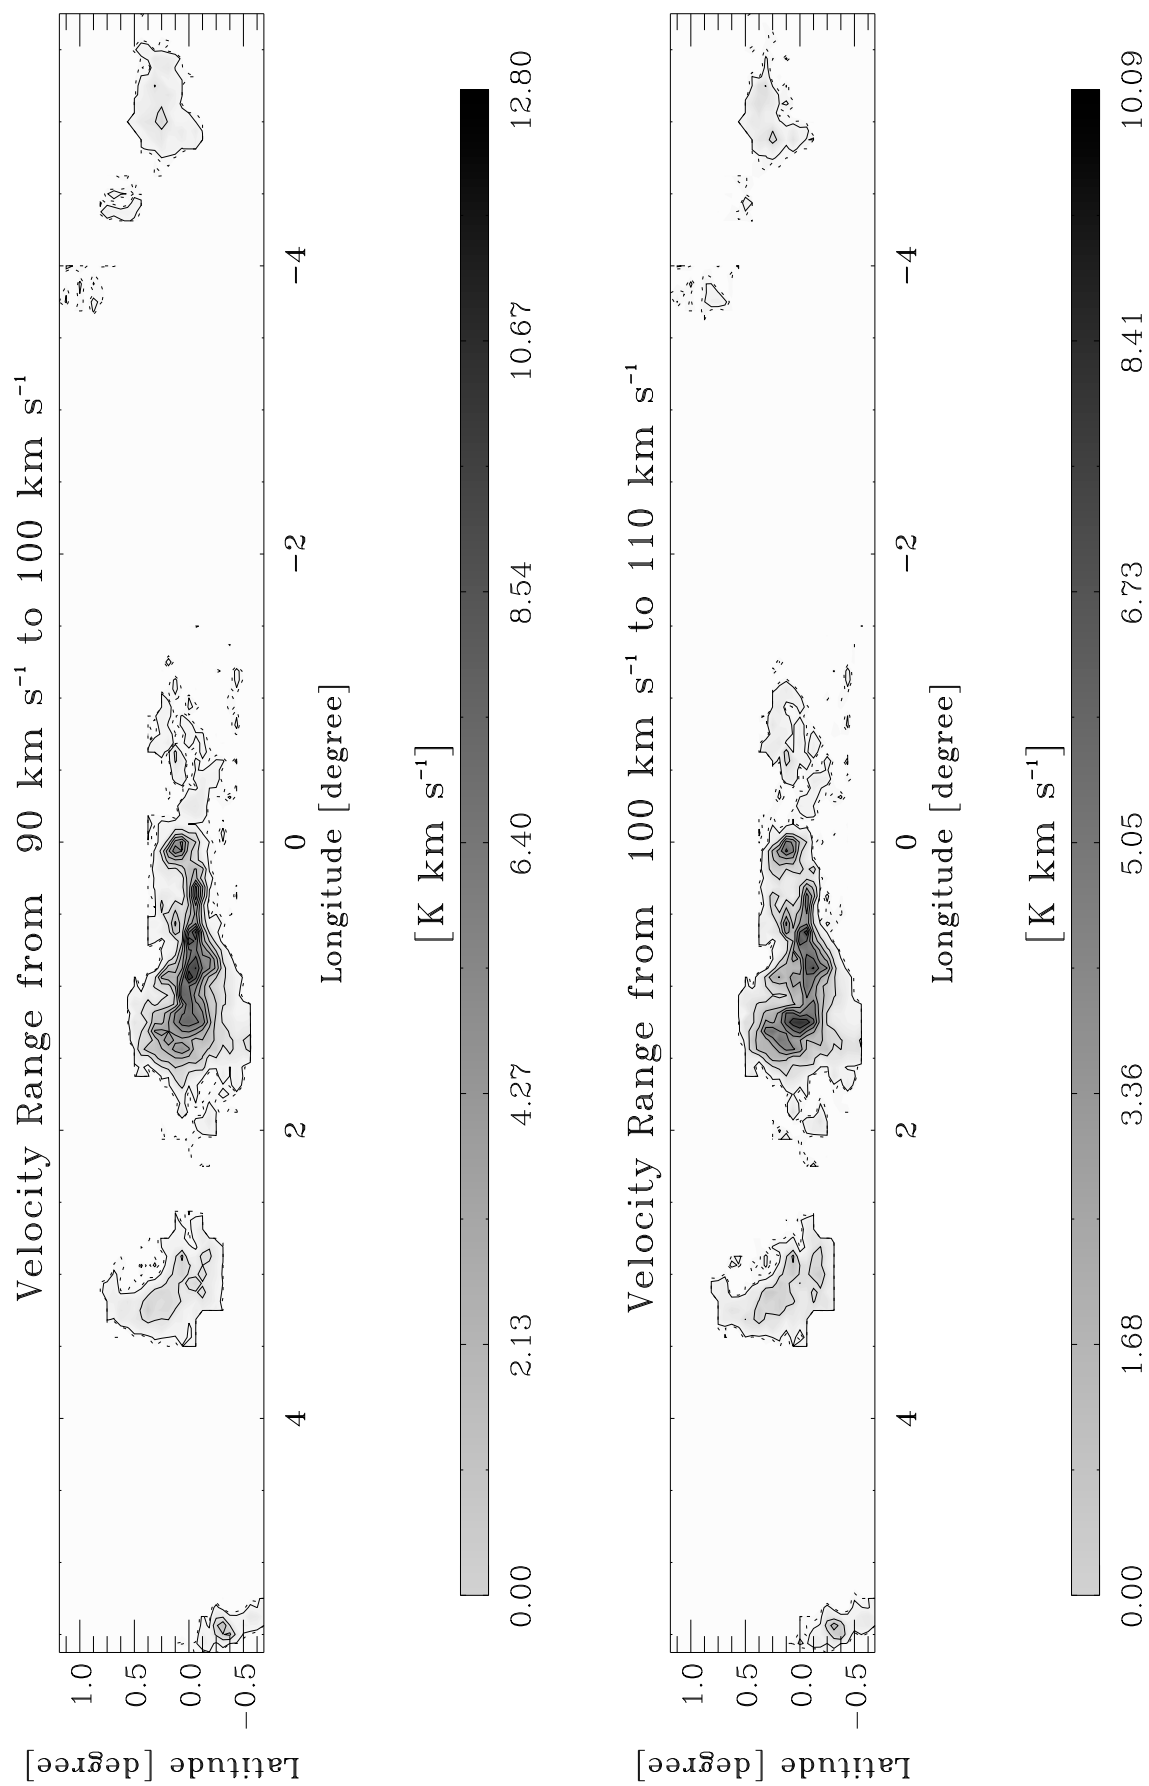 Velocity Range from 90 km s⁻¹ to 100 km s⁻¹
Latitude [degree]
1.0
0.5
0.0
−0.5
4 2 0 −2 −4
Longitude [degree]
[K km s⁻¹]
0.00 2.13 4.27 6.40 8.54 10.67 12.80
Velocity Range from 100 km s⁻¹ to 110 km s⁻¹
Latitude [degree]
1.0
0.5
0.0
−0.5
4 2 0 −2 −4
Longitude [degree]
[K km s⁻¹]
0.00 1.68 3.36 5.05 6.73 8.41 10.09